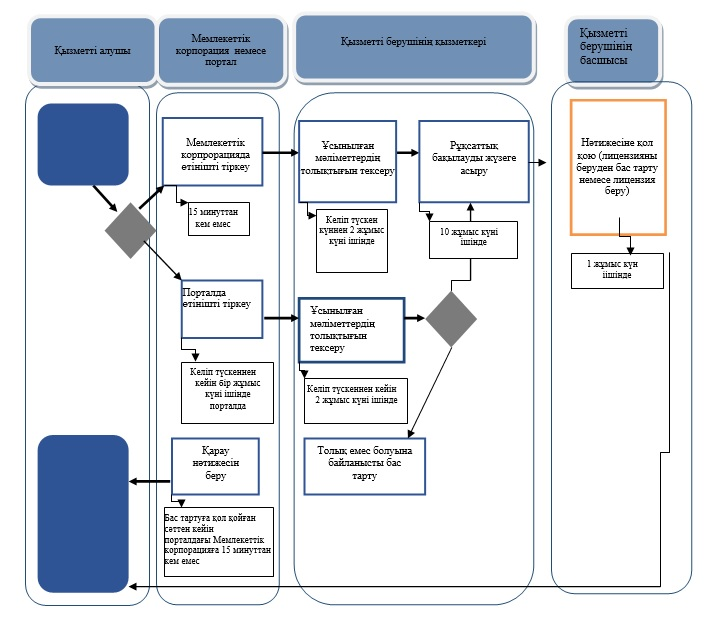 Қызметті алушы
Мемлекеттік
корпорация немесе
портал
Қызметті берушінің қызметкері
Қызметті
берушінің
басшысы
Мемлекеттік
корпрорацияда
өтінішті тіркеу
15 минуттан
кем емес
Ұсынылған
мәліметтердің
толықтығын тексеру
Келіп түскен
күннен 2 жұмыс
күні ішінде
Рұқсаттық
бақылауды жүзеге
асыру
10 жұмыс күні
ішінде
Нәтижесіне қол
қою (лицензияны
беруден бас тарту
немесе лицензия
беру)
1 жұмыс күн
ішінде
Порталда
өтінішті тіркеу
Келіп түскеннен
кейін бір жұмыс
күні ішінде
порталда
Ұсынылған
мәліметтердің
толықтығын
тексеру
Келіп түскеннен кейін
2 жұмыс күні ішінде
Қарау
нәтижесін
беру
Толық емес болуына
байланысты бас
тарту
Бас тартуға қол қойған
сәттен кейін
порталдағы Мемлекеттік
корпорацияға 15 минуттан
кем емес